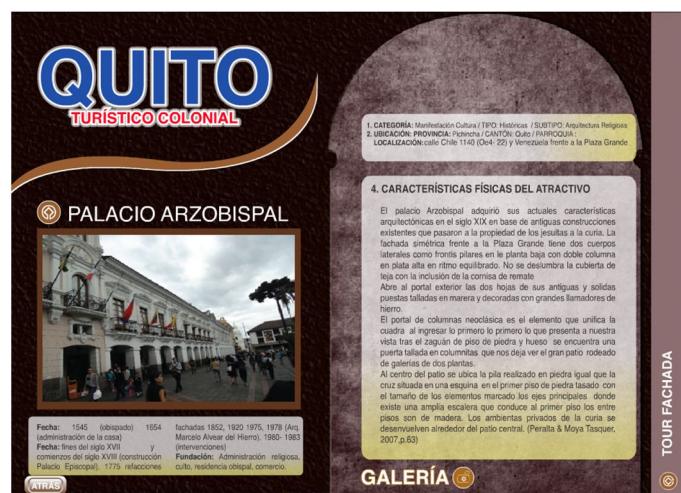 QUITO
TURÍSTICO COLONIAL
PALACIO ARZOBISPAL
Fecha: 1545 (obispado) 1654
(administración de la casa)
Fecha: fines del siglo XVII y
comienzos del siglo XVIII (construcción
Palacio Episcopal), 1775 refacciones
fachadas 1852, 1920 1975, 1978 (Arq.
Marcelo Alvear del Hierro), 1980- 1983
(intervenciones)
Fundación: Administración religiosa,
culto, residencia obispal, comercio.
ATRÁS
1. CATEGORÍA: Manifestación Cultura / TIPO: Históricas / SUBTIPO: Arquitectura Religiosa
2. UBICACIÓN: PROVINCIA: Pichincha / CANTÓN: Quito / PARROQUIA :
LOCALIZACIÓN: calle Chile 1140 (Oe4- 22) y Venezuela frente a la Plaza Grande
4. CARACTERÍSTICAS FÍSICAS DEL ATRACTIVO
El palacio Arzobispal adquirió sus actuales características
arquitectónicas en el siglo XIX en base de antiguas construcciones
existentes que pasaron a la propiedad de los jesuitas a la curia. La
fachada simétrica frente a la Plaza Grande tiene dos cuerpos
laterales como frontis pilares en le planta baja con doble columna
en plata alta en ritmo equilibrado. No se deslumbra la cubierta de
teja con la inclusión de la cornisa de remate
Abre al portal exterior las dos hojas de sus antiguas y solidas
puestas talladas en marera y decoradas con grandes llamadores de
hierro.
El portal de columnas neoclásica es el elemento que unifica la
cuadra al ingresar lo primero lo primero lo que presenta a nuestra
vista tras el zaguán de piso de piedra y hueso se encuentra una
puerta tallada en columnitas que nos deja ver el gran patio rodeado
de galerías de dos plantas.
Al centro del patio se ubica la pila realizado en piedra igual que la
cruz situada en una esquina en el primer piso de piedra tasado con
el tamaño de los elementos marcado los ejes principales donde
existe una amplia escalera que conduce al primer piso los entre
pisos son de madera. Los ambientes privados de la curia se
desenvuelven alrededor del patio central. (Peralta & Moya Tasquer,
2007,p.63)
GALERÍA
TOUR FACHADA